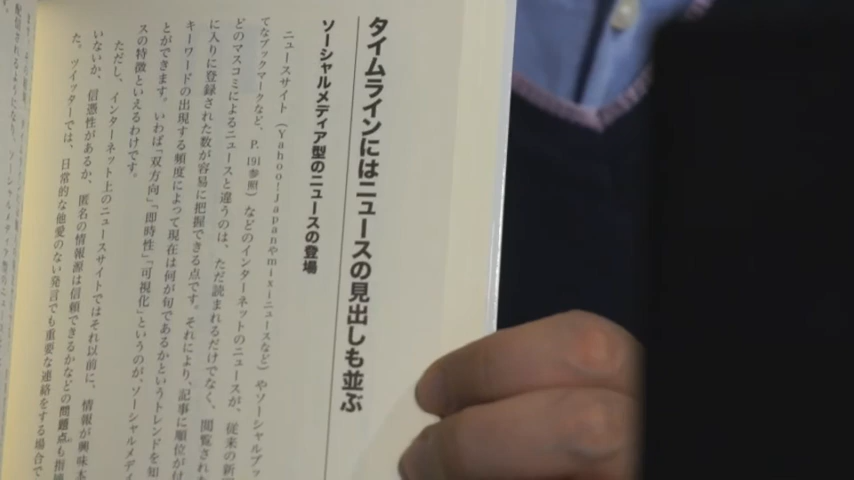 タイムラインにはニュースの見出しも並ぶ
ソーシャルメディア型のニュースの登場
ニュースサイト（Yahoo!Japanやmixiニュースなど）やソーシャルブッ
てなブックマークなど、P.191参照）などのインターネットのニュースが、従来の新
どのマスコミによるニュースと違うのは、ただ読まれるだけでなく、閲覧された
に入りに登録された数が容易に把握できる点です。それにより、記事に順位が付
キーワードの出現する頻度によって現在は何が旬であるかというトレンドを知
とができます。いわば「双方向」「即時性」「可視化」というのが、ソーシャルメデ
スの特徴といえるわけです。
ただし、インターネット上のニュースサイトではそれ以前に、情報が興味本
いないか、信憑性があるか、匿名の情報源は信頼できるかなどの問題点も指
た。ツイッターでは、日常的な他愛のない発言でも重要な連絡をする場合で